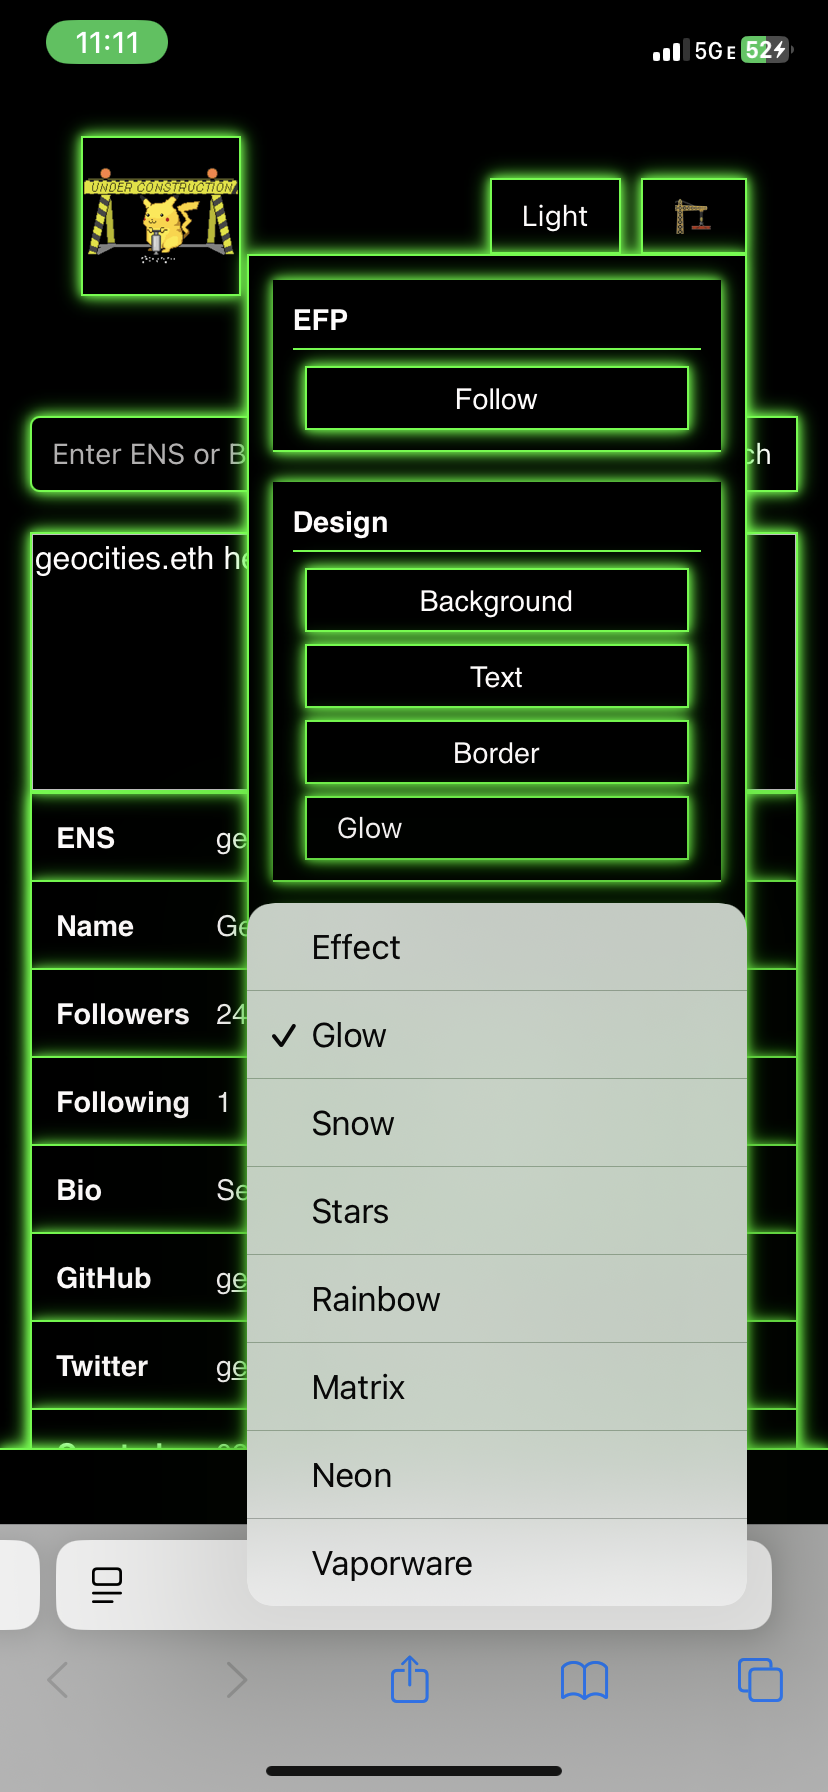 11:11
5GE 52
UNDER CONSTRUCTION
Light
EFP
Follow
Enter ENS or B
ch
Design
geocities.eth he
Background
Text
Border
Glow
ENS ge
Name Ge
Followers 24
Following 1
Bio Se
GitHub ge
Twitter ge
Effect
✓ Glow
Snow
Stars
Rainbow
Matrix
Neon
Vaporware